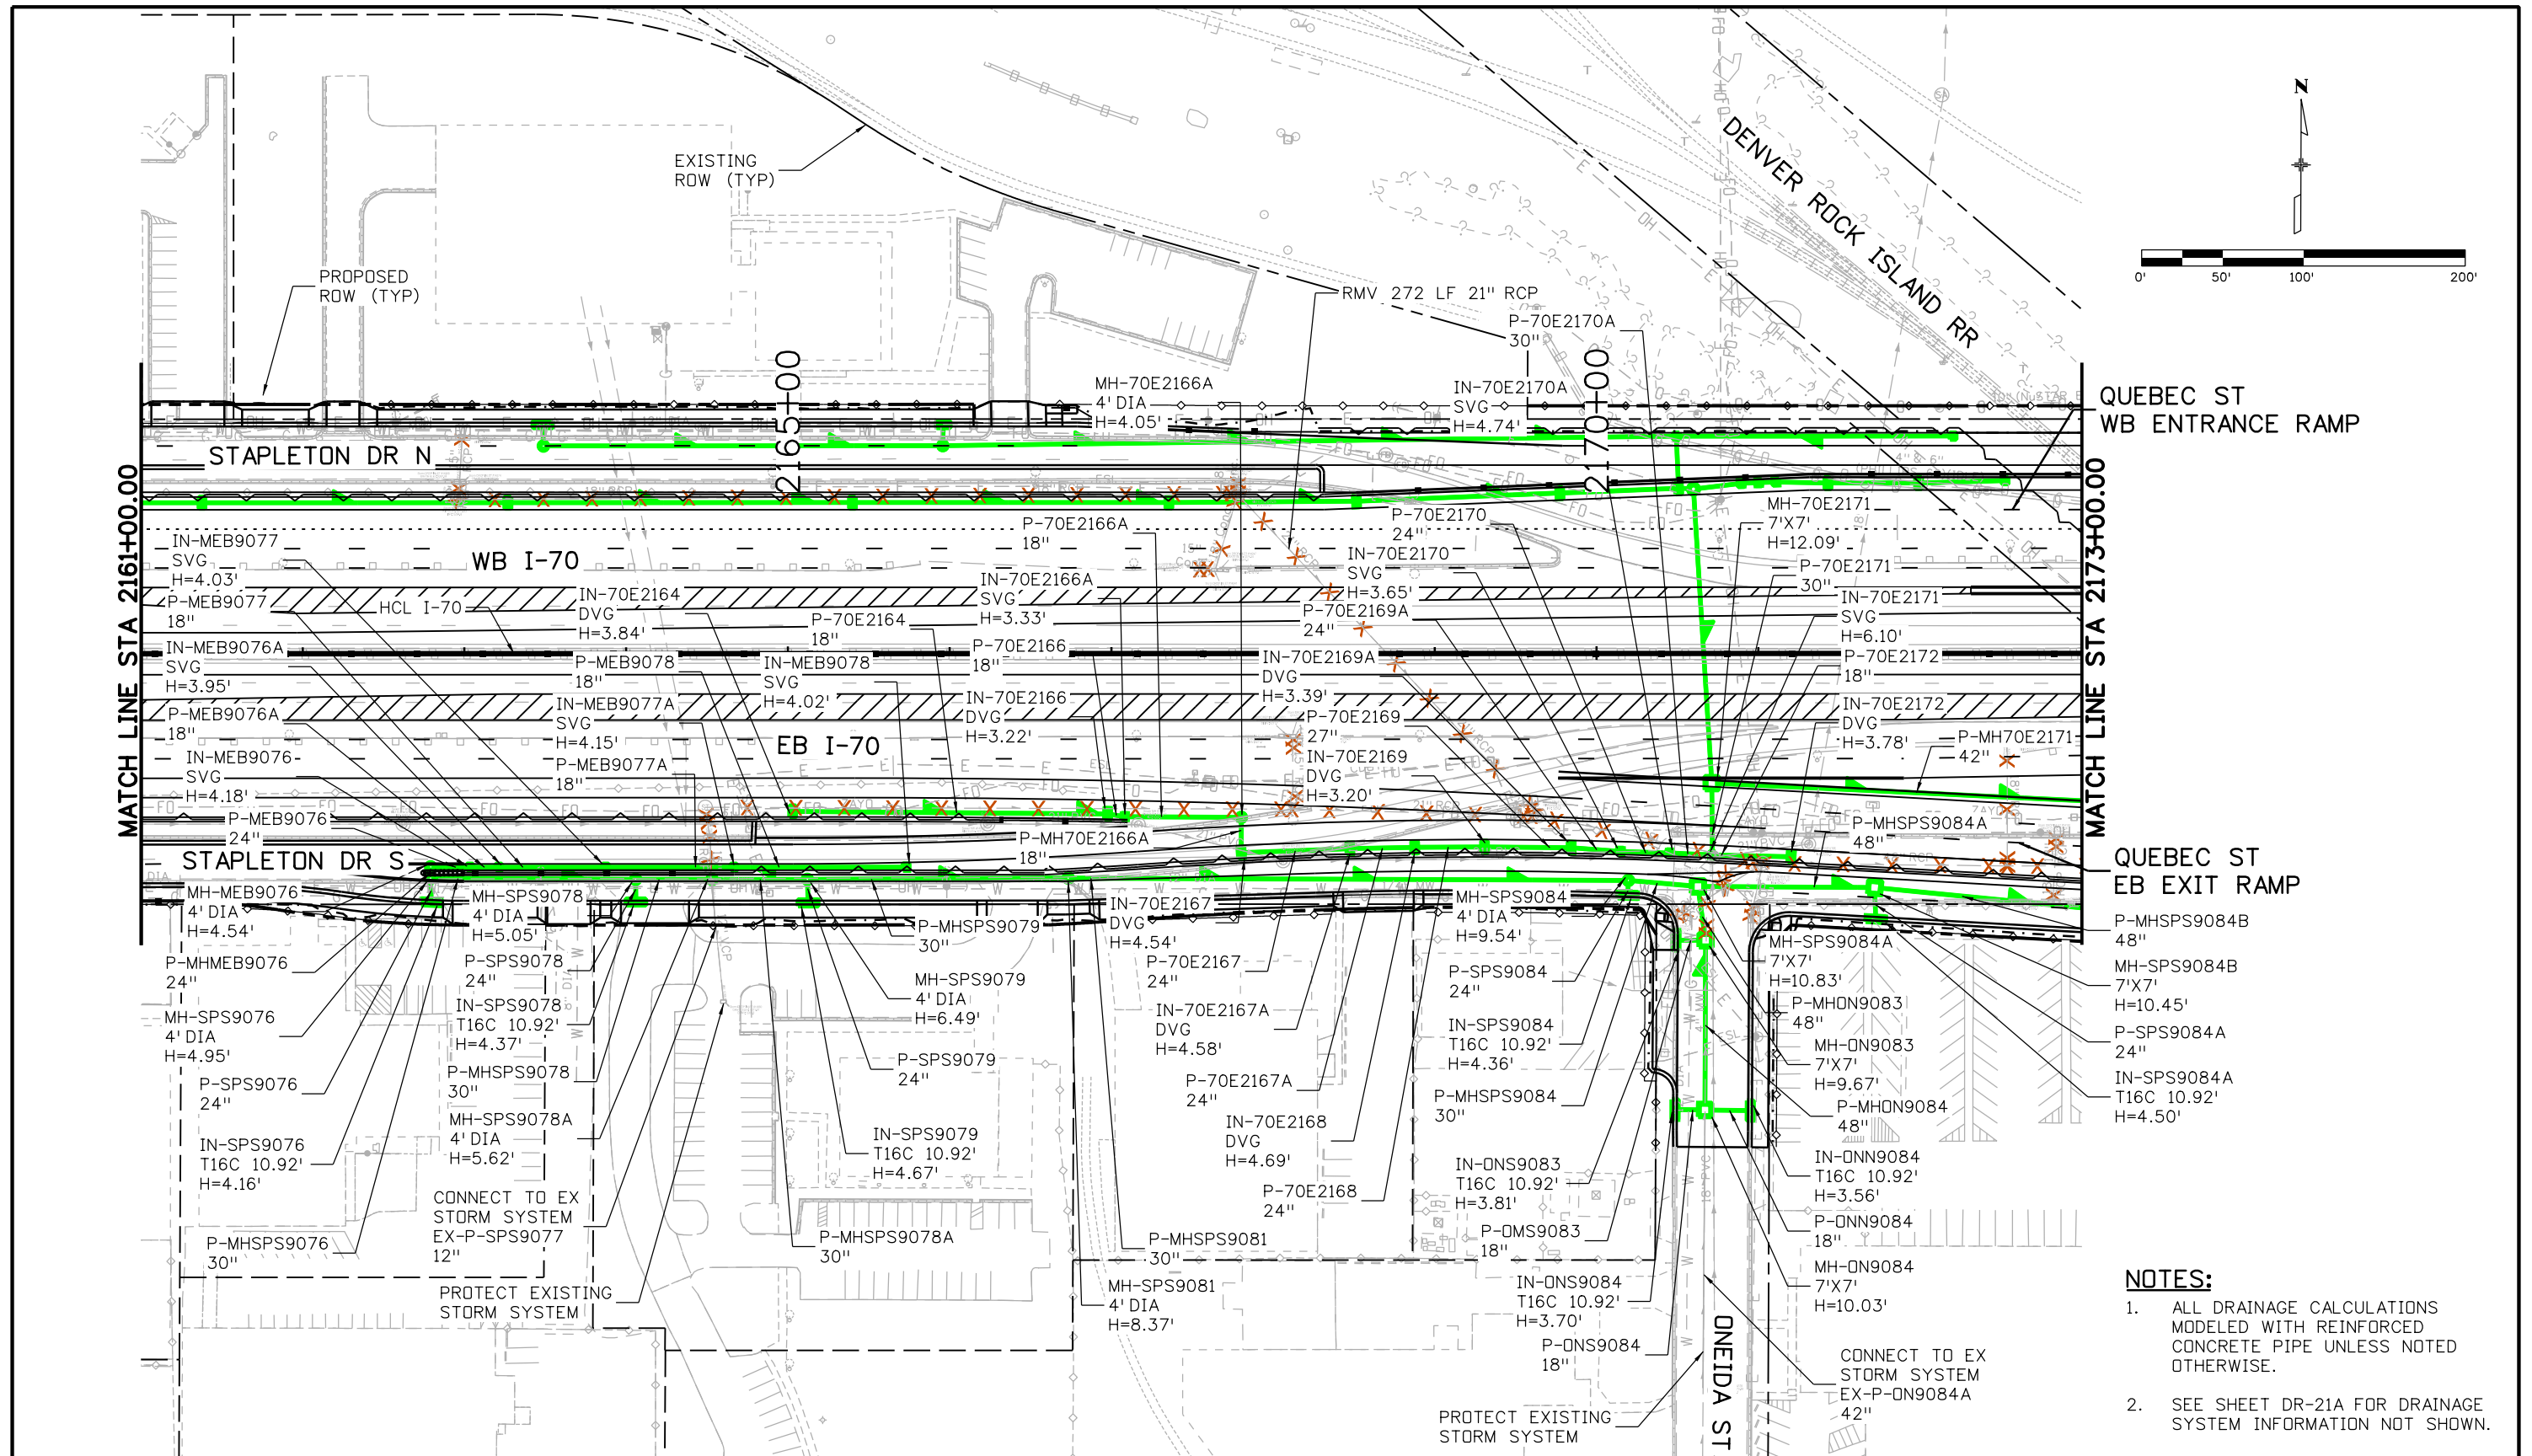 EXISTING
ROW (TYP)
PROPOSED
ROW (TYP)
DENVER ROCK ISLAND RR
N
0'
50'
100'
200'
RMV 272 LF 21" RCP
P-70E2170A
30"
MH-70E2166A
4' DIA
H=4.05'
IN-70E2170A
SVG
H=4.74'
2165+00
2170+00
QUEBEC ST
WB ENTRANCE RAMP
STAPLETON DR N
MATCH LINE STA 2161+00.00
MATCH LINE STA 2173+00.00
P-70E2166A
18"
P-70E2170
24"
MH-70E2171
7'X7'
H=12.09'
IN-MEB9077
SVG
H=4.03'
WB I-70
IN-70E2170
SVG
H=3.65'
P-70E2171
30"
P-MEB9077
18"
HCL I-70
IN-70E2164
DVG
H=3.84'
P-70E2164
18"
IN-70E2166A
SVG
H=3.33'
P-70E2169A
24"
IN-70E2171
SVG
H=6.10'
IN-MEB9076A
SVG
H=3.95'
P-MEB9078
18"
IN-MEB9078
SVG
H=4.02'
P-70E2166
18"
IN-70E2169A
DVG
H=3.39'
P-70E2172
18"
P-MEB9076A
18"
IN-MEB9077A
SVG
H=4.15'
IN-70E2166
DVG
H=3.22'
P-70E2169
27"
IN-70E2172
DVG
H=3.78'
P-MH70E2171
42"
EB I-70
IN-MEB9076
SVG
H=4.18'
P-MEB9077A
18"
IN-70E2169
DVG
H=3.20'
P-MEB9076
24"
P-MH70E2166A
18"
P-MHSPS9084A
48"
STAPLETON DR S
QUEBEC ST
EB EXIT RAMP
MH-MEB9076
4' DIA
H=4.54'
MH-SPS9078
4' DIA
H=5.05'
P-MHSPS9079
30"
IN-70E2167
DVG
H=4.54'
MH-SPS9084
4' DIA
H=9.54'
P-MHSPS9084B
48"
P-MHMEB9076
24"
P-SPS9078
24"
MH-SPS9079
4' DIA
H=6.49'
P-70E2167
24"
P-SPS9084
24"
MH-SPS9084A
7'X7'
H=10.83'
MH-SPS9084B
7'X7'
H=10.45'
MH-SPS9076
4' DIA
H=4.95'
IN-SPS9078
T16C 10.92'
H=4.37'
IN-70E2167A
DVG
H=4.58'
IN-SPS9084
T16C 10.92'
H=4.36'
P-MHON9083
48"
P-SPS9084A
24"
P-SPS9076
24"
P-MHSPS9078
30"
P-SPS9079
24"
P-70E2167A
24"
P-MHSPS9084
30"
MH-ON9083
7'X7'
H=9.67'
IN-SPS9084A
T16C 10.92'
H=4.50'
IN-SPS9076
T16C 10.92'
H=4.16'
MH-SPS9078A
4' DIA
H=5.62'
IN-SPS9079
T16C 10.92'
H=4.67'
IN-70E2168
DVG
H=4.69'
P-MHON9084
48"
IN-ONS9083
T16C 10.92'
H=3.81'
IN-ONN9084
T16C 10.92'
H=3.56'
CONNECT TO EX
STORM SYSTEM
EX-P-SPS9077
12"
P-70E2168
24"
P-OMS9083
18"
P-ONN9084
18"
P-MHSPS9076
30"
P-MHSPS9078A
30"
P-MHSPS9081
30"
MH-ON9084
7'X7'
H=10.03'
PROTECT EXISTING
STORM SYSTEM
MH-SPS9081
4' DIA
H=8.37'
IN-ONS9084
T16C 10.92'
H=3.70'
P-ONS9084
18"
ONEIDA ST
CONNECT TO EX
STORM SYSTEM
EX-P-ON9084A
42"
PROTECT EXISTING
STORM SYSTEM
NOTES:
1. ALL DRAINAGE CALCULATIONS
MODELED WITH REINFORCED
CONCRETE PIPE UNLESS NOTED
OTHERWISE.
2. SEE SHEET DR-21A FOR DRAINAGE
SYSTEM INFORMATION NOT SHOWN.